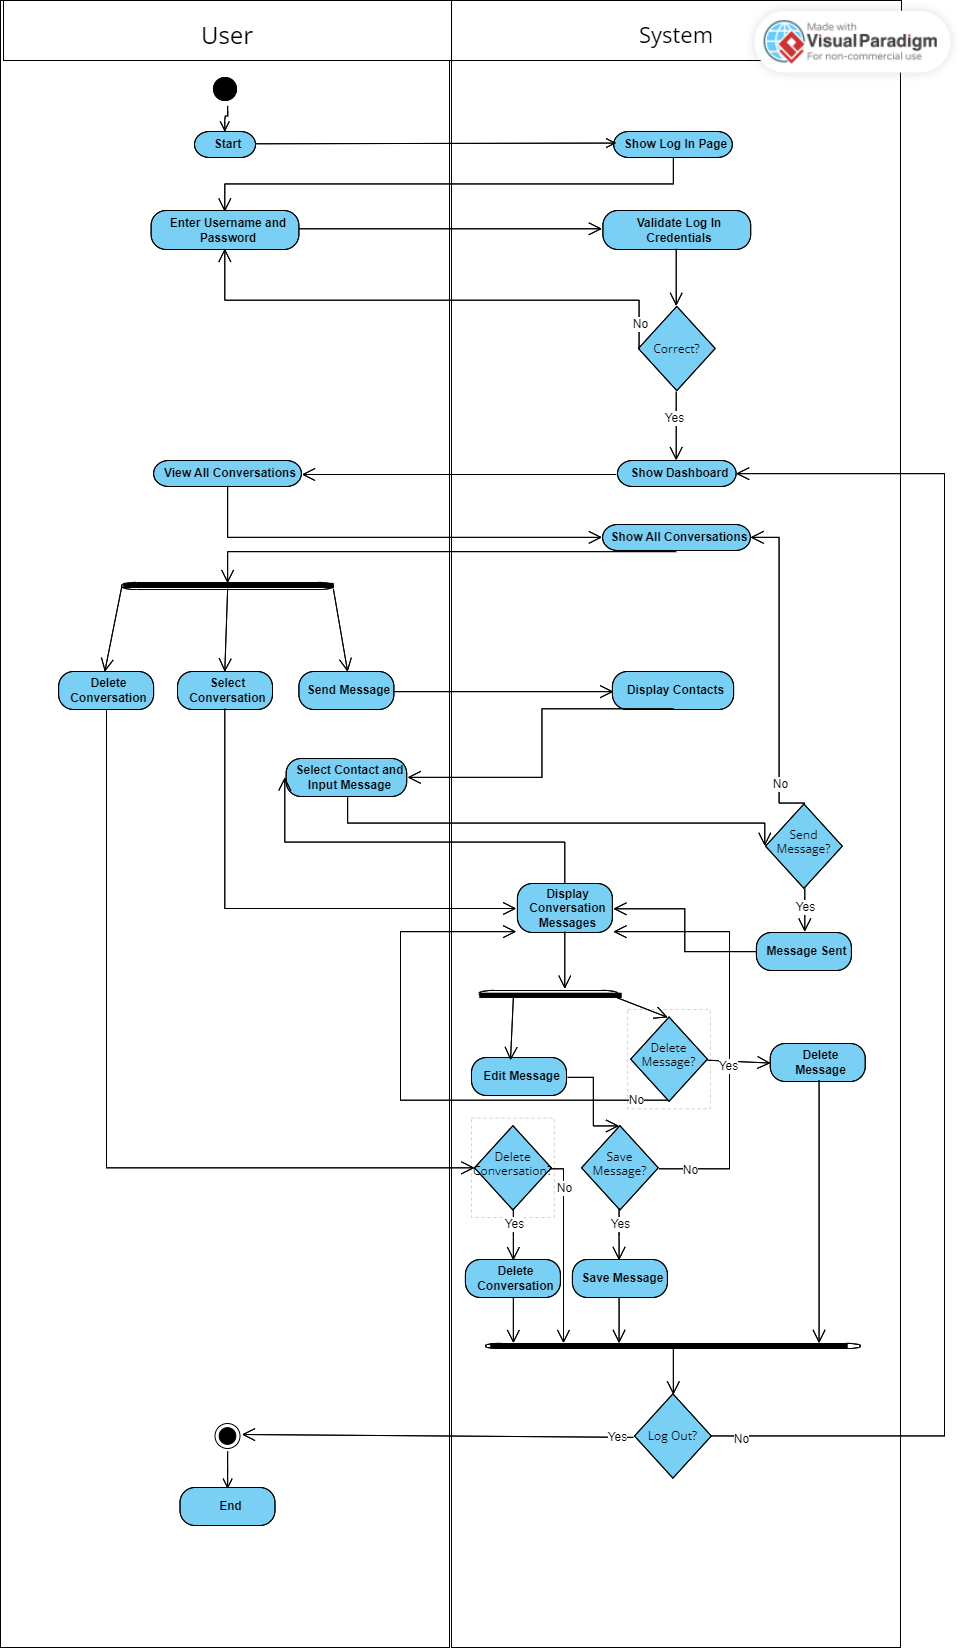 User
System
Made with
Visual Paradigm
For non-commercial use
Start
Show Log In Page
Enter Username and
Password
Validate Log In
Credentials
No
Correct?
Yes
View All Conversations
Show Dashboard
Show All Conversations
Delete
Conversation
Select
Conversation
Send Message
Display Contacts
Select Contact and
Input Message
No
Send
Message?
Yes
Display
Conversation
Messages
Message Sent
Delete
Message?
Yes
Delete
Message
Edit Message
No
Delete
Conversation?
No
Save
Message?
No
Yes
Yes
Delete
Conversation
Save Message
Log Out?
Yes
No
End